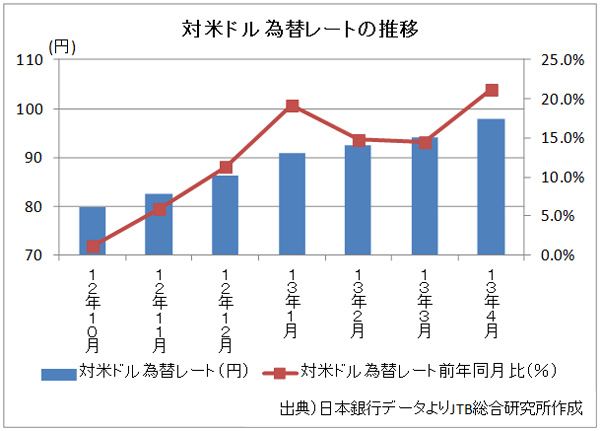 対米ドル 為替レートの推移
(円)
110
100
90
80
70
25.0%
20.0%
15.0%
10.0%
5.0%
0.0%
12年10月
12年11月
12年12月
13年1月
13年2月
13年3月
13年4月
対米ドル 為替レート(円)
対米ドル 為替レート前年同月比(%)
出典)日本銀行データよりJTB総合研究所作成